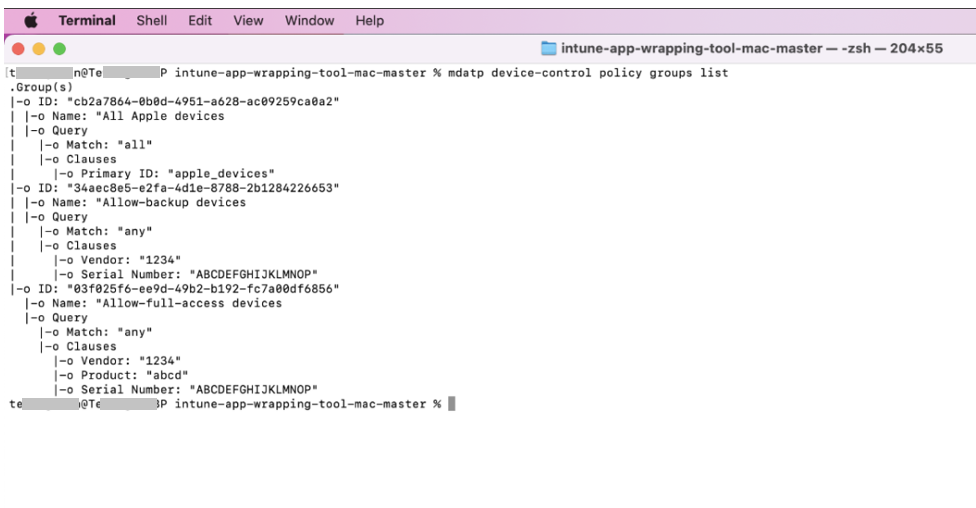 Terminal Shell Edit View Window Help
intune-app-wrapping-tool-mac-master — -zsh — 204×55
[t n@Te P intune-app-wrapping-tool-mac-master % mdatp device-control policy groups list
.Group(s)
|-o ID: "cb2a7864-0b0d-4951-a628-ac09259ca0a2"
| |-o Name: "All Apple devices
| |-o Query
|   |-o Match: "all"
|   |-o Clauses
|     |-o Primary ID: "apple_devices"
|-o ID: "34aec8e5-e2fa-4d1e-8788-2b1284226653"
| |-o Name: "Allow-backup devices
| |-o Query
|   |-o Match: "any"
|   |-o Clauses
|     |-o Vendor: "1234"
|     |-o Serial Number: "ABCDEFGHIJKLMNOP"
|-o ID: "03f025f6-ee9d-49b2-b192-fc7a00df6856"
  |-o Name: "Allow-full-access devices
  |-o Query
    |-o Match: "any"
    |-o Clauses
      |-o Vendor: "1234"
      |-o Product: "abcd"
      |-o Serial Number: "ABCDEFGHIJKLMNOP"
te @Te P intune-app-wrapping-tool-mac-master %